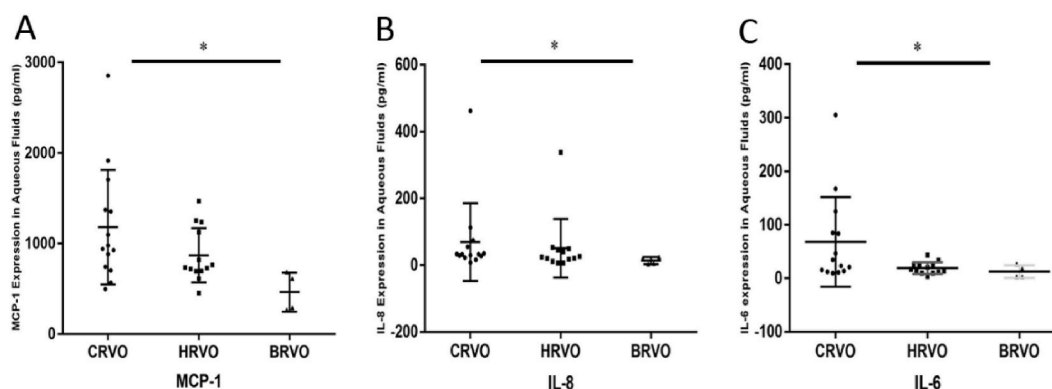 A
MCP-1 Expression in Aqueous Fluids (pg/ml)
3000
2000
1000
0
*
CRVO HRVO BRVO
MCP-1
B
IL-8 Expression in Aqueous Fluids (pg/ml)
600
400
200
0
-200
*
CRVO HRVO BRVO
IL-8
C
IL-6 expression in Aqueous Fluids (pg/ml)
400
300
200
100
0
-100
*
CRVO HRVO BRVO
IL-6